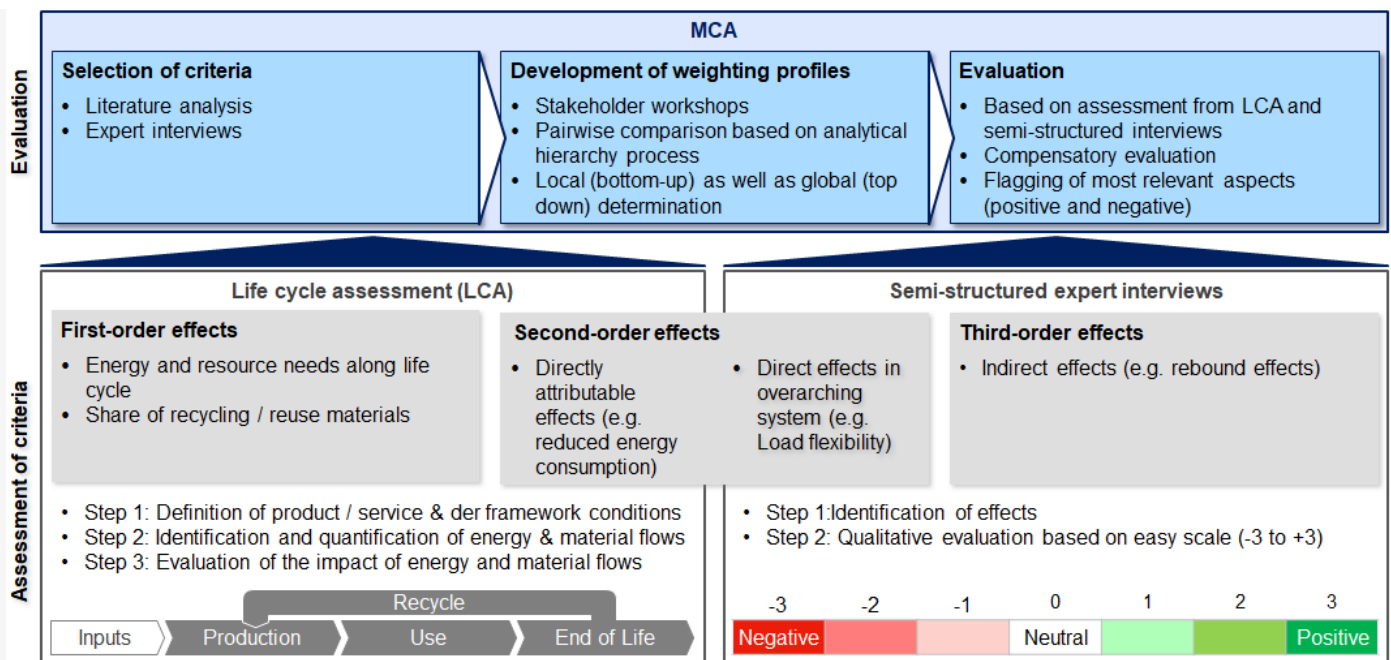 Evaluation
MCA
Selection of criteria
• Literature analysis
• Expert interviews
Development of weighting profiles
• Stakeholder workshops
• Pairwise comparison based on analytical
hierarchy process
• Local (bottom-up) as well as global (top
down) determination
Evaluation
• Based on assessment from LCA and
semi-structured interviews
• Compensatory evaluation
• Flagging of most relevant aspects
(positive and negative)
Assessment of criteria
Life cycle assessment (LCA)
Semi-structured expert interviews
First-order effects
• Energy and resource needs along life
cycle
• Share of recycling / reuse materials
Second-order effects
• Directly
attributable
effects (e.g.
reduced energy
consumption)
• Direct effects in
overarching
system (e.g.
Load flexibility)
Third-order effects
• Indirect effects (e.g. rebound effects)
• Step 1: Definition of product / service & der framework conditions
• Step 2: Identification and quantification of energy & material flows
• Step 3: Evaluation of the impact of energy and material flows
Recycle
Inputs Production Use End of Life
• Step 1:Identification of effects
• Step 2: Qualitative evaluation based on easy scale (-3 to +3)
-3 -2 -1 0 1 2 3
Negative Neutral Positive